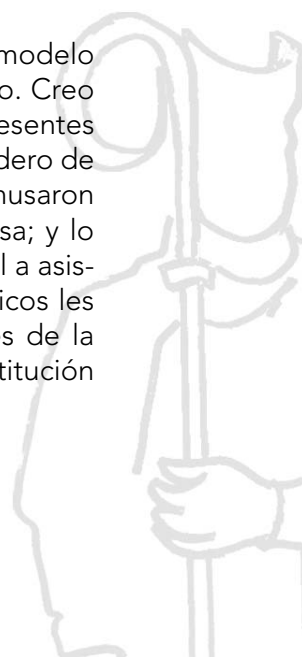 modelo
o. Creo
esentes
dero de
nusaron
sa; y lo
l a asis-
icos les
s de la
titución